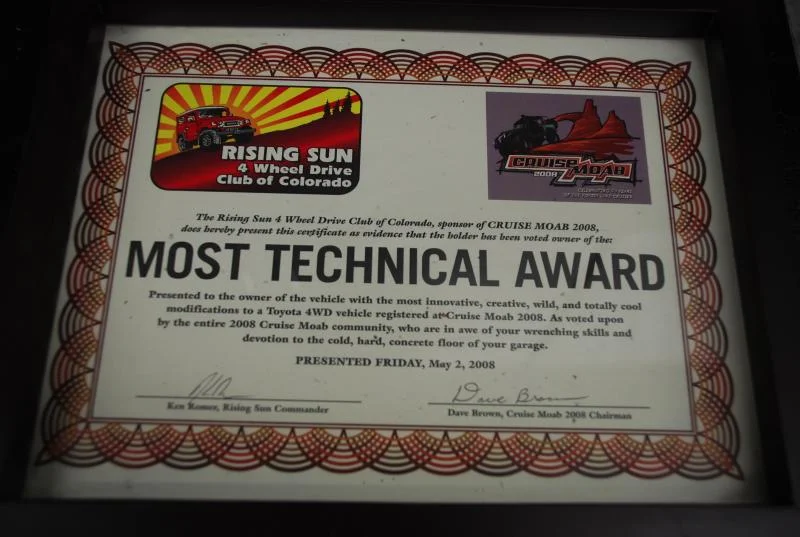 RISING SUN
4 Wheel Drive
Club of Colorado
CRUISE MOAB
2008
The Rising Sun 4 Wheel Drive Club of Colorado, sponsor of CRUISE MOAB 2008,
does hereby present this certificate as evidence that the holder has been voted owner of the:
MOST TECHNICAL AWARD
Presented to the owner of the vehicle with the most innovative, creative, wild, and totally cool
modifications to a Toyota 4WD vehicle registered at Cruise Moab 2008. As voted upon
by the entire 2008 Cruise Moab community, who are in awe of your wrenching skills and
devotion to the cold, hard, concrete floor of your garage.
PRESENTED FRIDAY, May 2, 2008
Dave Brown
Ken Romer, Rising Sun Commander
Dave Brown, Cruise Moab 2008 Chairman